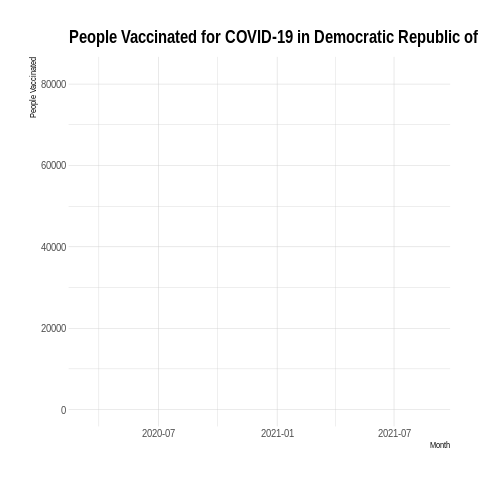 People Vaccinated for COVID-19 in Democratic Republic of
People Vaccinated
80000
60000
40000
20000
0
2020-07 2021-01 2021-07
Month